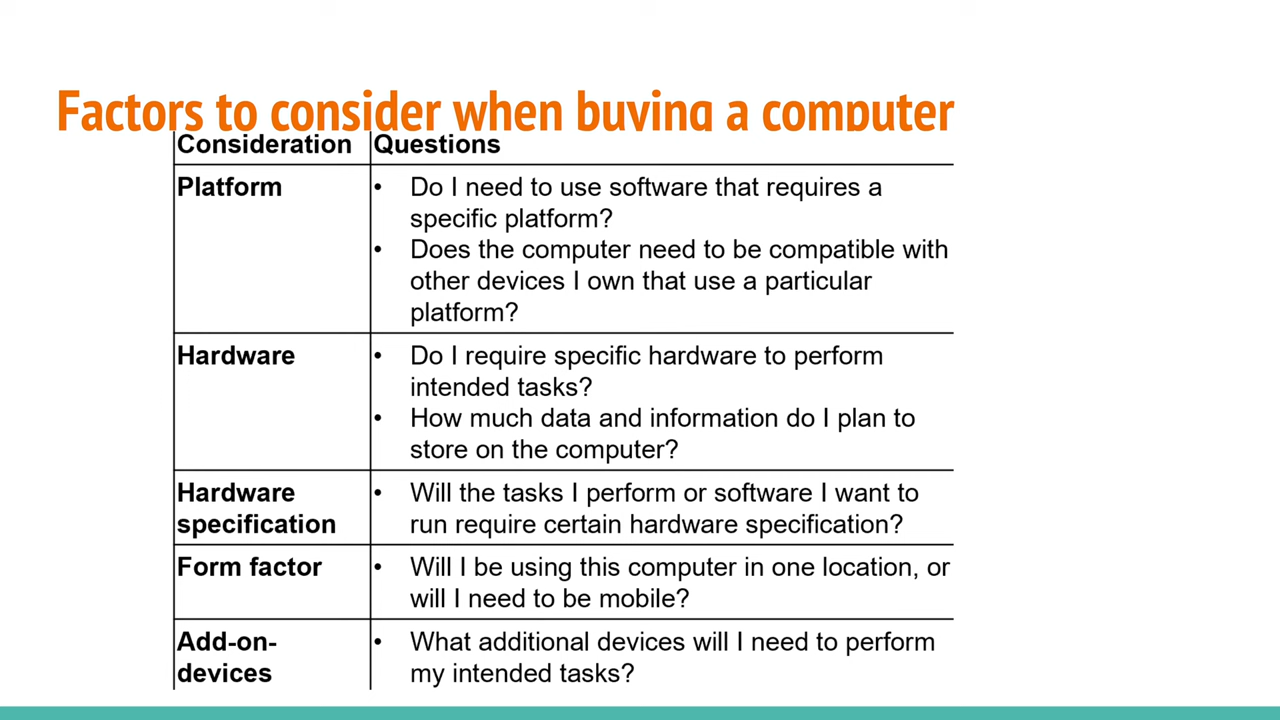 Factors to consider when buying a computer
Consideration Questions
Platform • Do I need to use software that requires a
specific platform?
• Does the computer need to be compatible with
other devices I own that use a particular
platform?
Hardware • Do I require specific hardware to perform
intended tasks?
• How much data and information do I plan to
store on the computer?
Hardware • Will the tasks I perform or software I want to
specification run require certain hardware specification?
Form factor • Will I be using this computer in one location, or
will I need to be mobile?
Add-on- • What additional devices will I need to perform
devices my intended tasks?